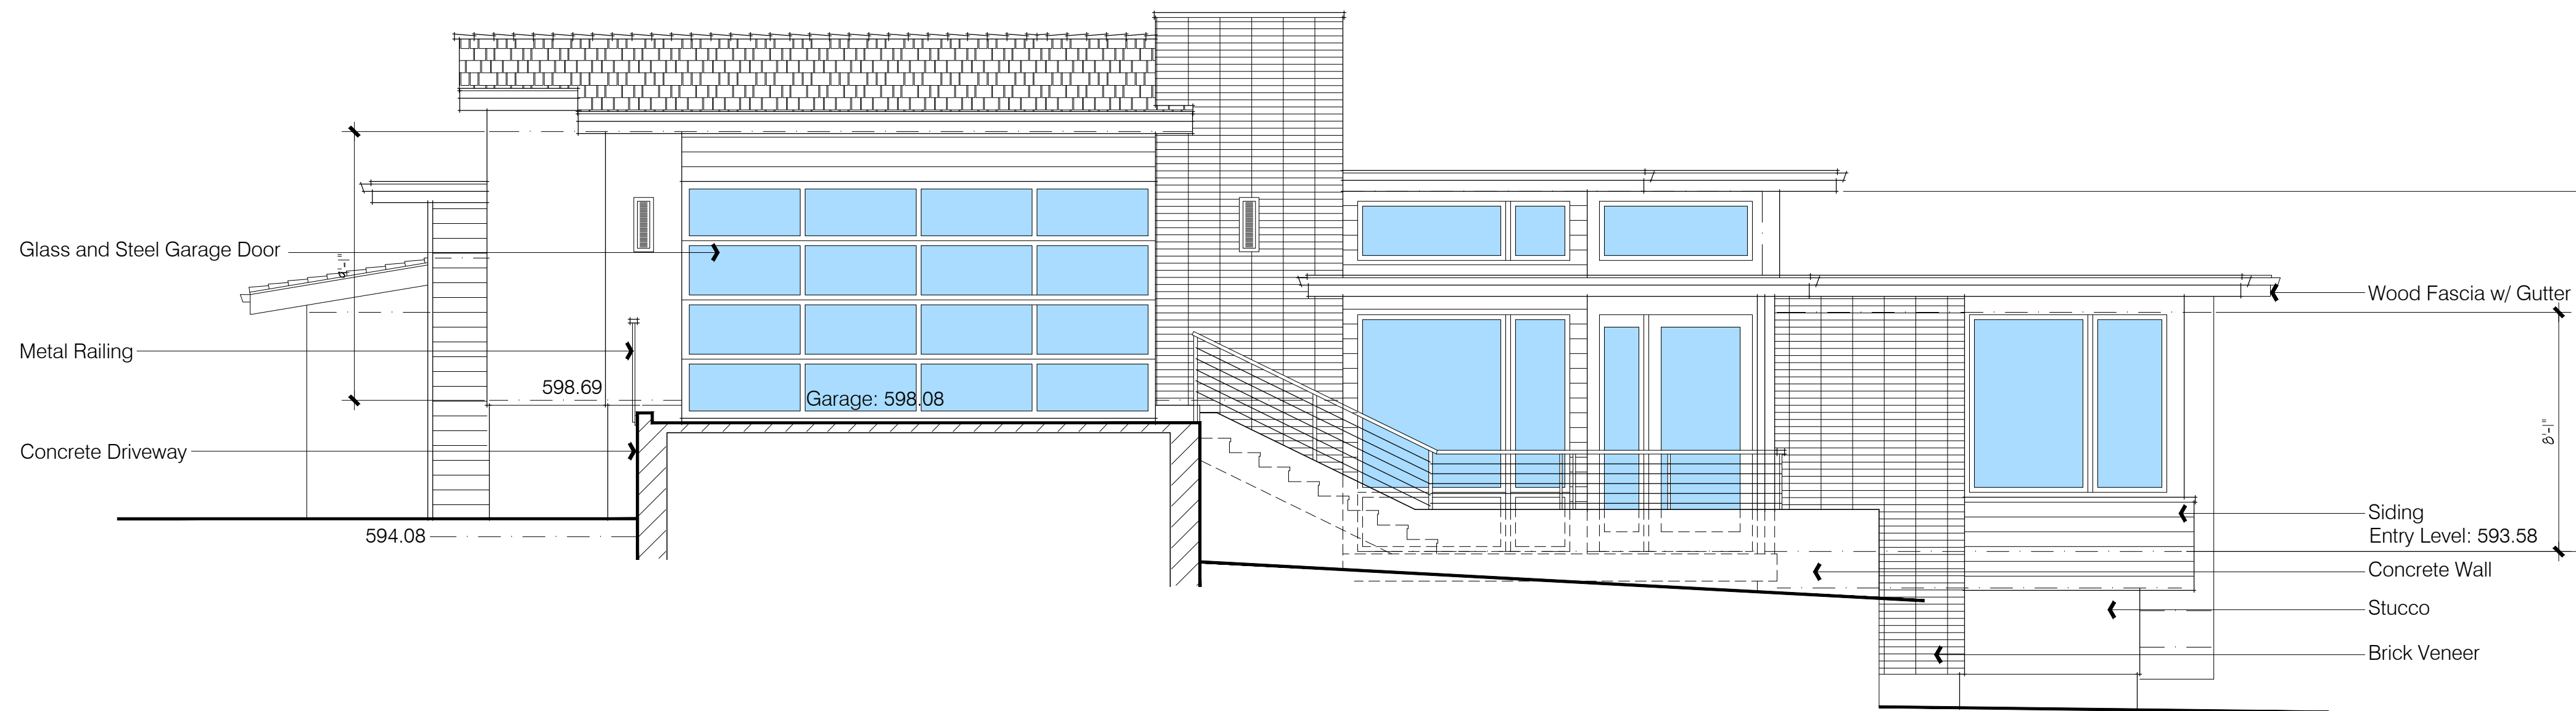 Glass and Steel Garage Door
Metal Railing
598.69
Garage: 598.08
Concrete Driveway
594.08
Wood Fascia w/ Gutter
8'-1"
Siding
Entry Level: 593.58
Concrete Wall
Stucco
Brick Veneer